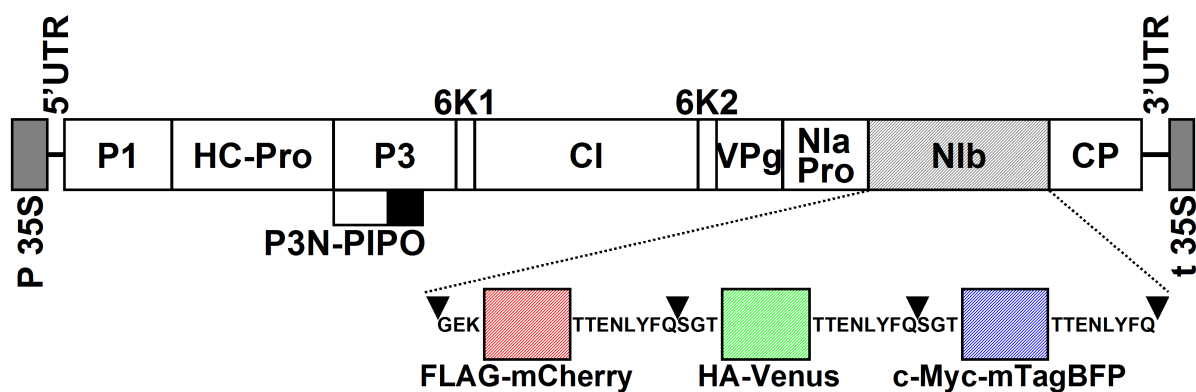 5'UTR
3'UTR
6K1
6K2
P1
HC-Pro
P3
CI
VPg
NIa
Pro
NIb
CP
P 35S
t 35S
P3N-PIPO
GEK TTENLYFQSGT TTENLYFQSGT TTENLYFQ
FLAG-mCherry HA-Venus c-Myc-mTagBFP